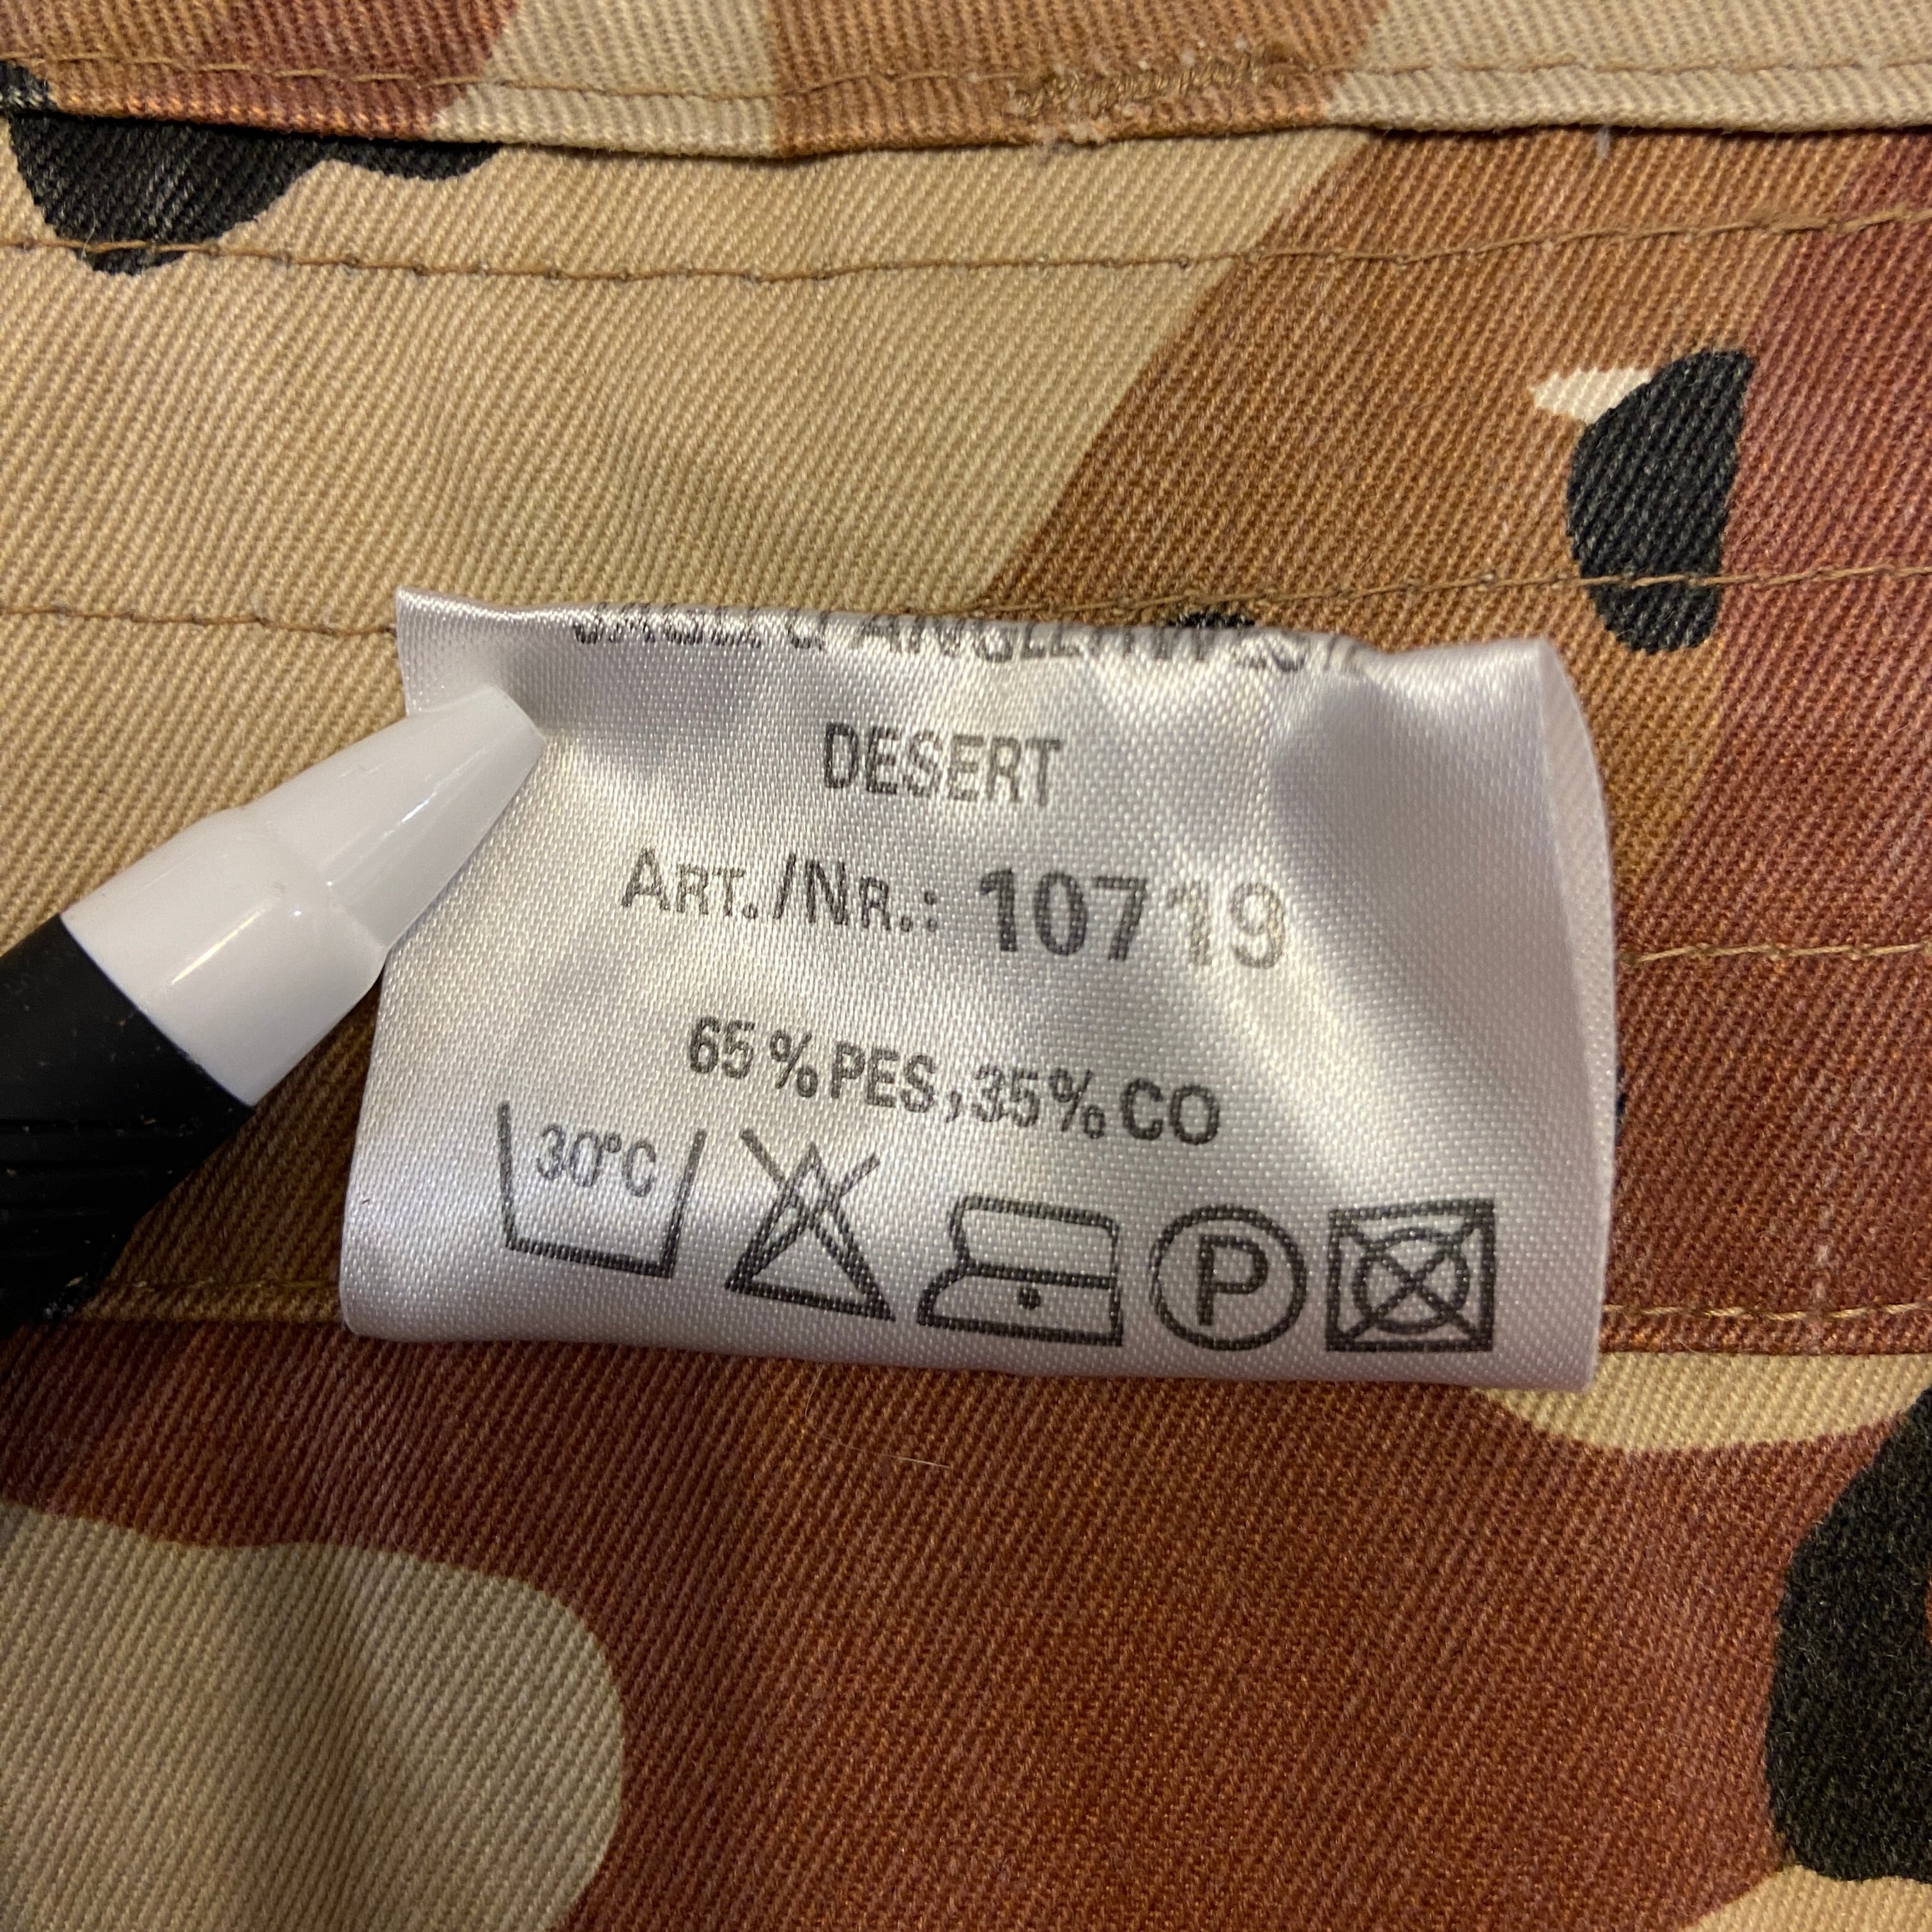 DESERT
ART./NR.: 10719
65%PES,35%CO
30°C
P